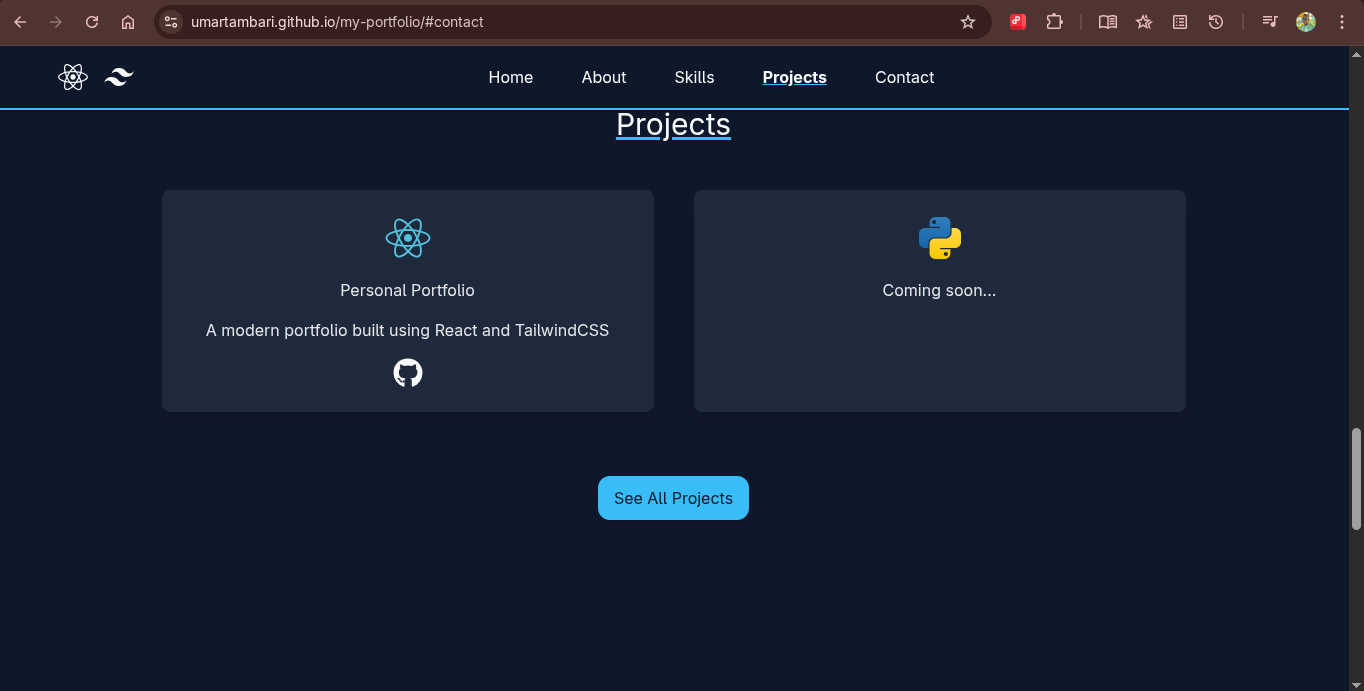 umartambari.github.io/my-portfolio/#contact
Home About Skills Projects Contact
Projects
Personal Portfolio
A modern portfolio built using React and TailwindCSS
Coming soon...
See All Projects